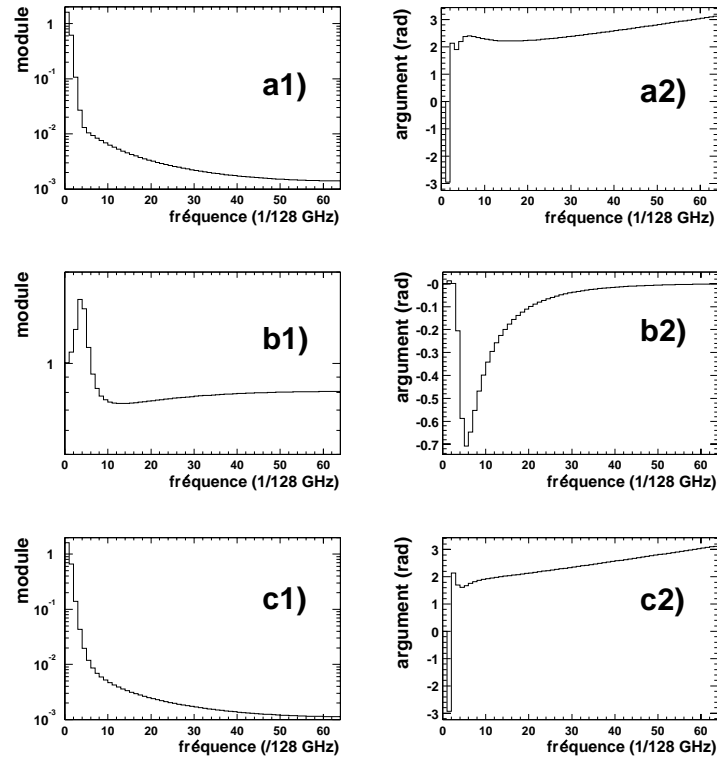 module
1
10⁻¹
10⁻²
10⁻³
a1)
0 10 20 30 40 50 60
fréquence (1/128 GHz)
argument (rad)
3
2
1
0
-1
-2
-3
a2)
0 10 20 30 40 50 60
fréquence (1/128 GHz)
module
1
b1)
0 10 20 30 40 50 60
fréquence (1/128 GHz)
argument (rad)
-0
-0.1
-0.2
-0.3
-0.4
-0.5
-0.6
-0.7
b2)
0 10 20 30 40 50 60
fréquence (1/128 GHz)
module
1
10⁻¹
10⁻²
10⁻³
c1)
0 10 20 30 40 50 60
fréquence (/128 GHz)
argument (rad)
3
2
1
0
-1
-2
-3
c2)
0 10 20 30 40 50 60
fréquence (1/128 GHz)